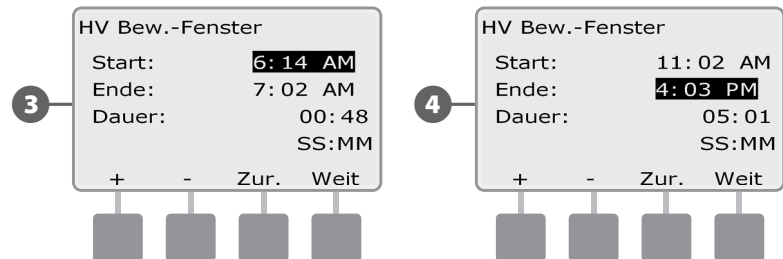 3
HV Bew.-Fenster
Start: 6:14 AM
Ende: 7:02 AM
Dauer: 00:48
SS:MM
+ - Zur. Weit
4
HV Bew.-Fenster
Start: 11:02 AM
Ende: 4:03 PM
Dauer: 05:01
SS:MM
+ - Zur. Weit